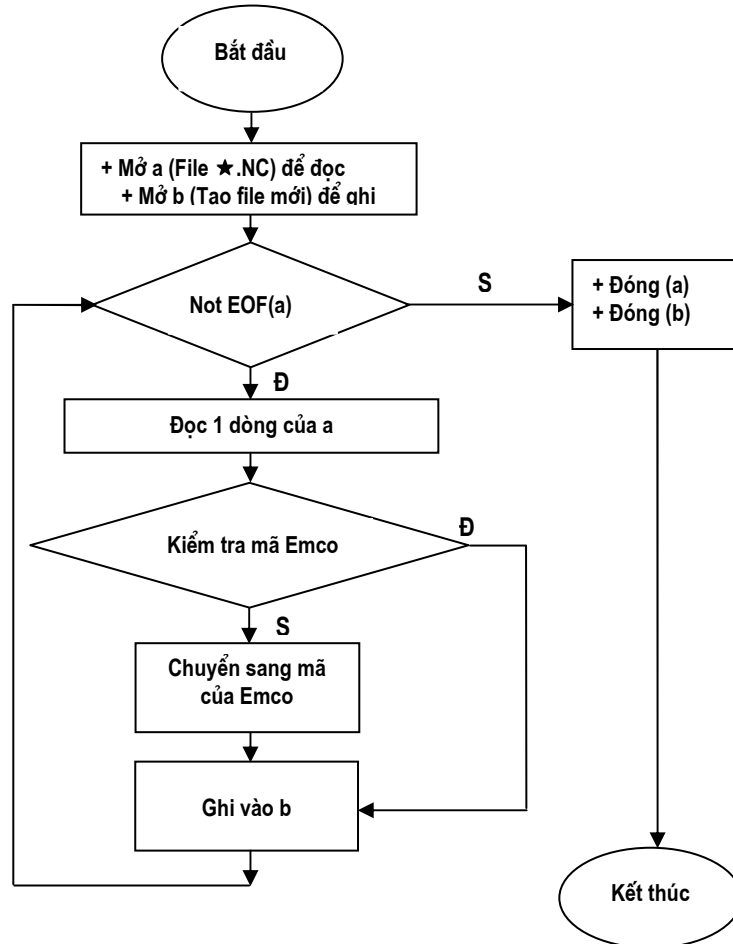 Bắt đầu
+ Mở a (File ★.NC) để đọc
+ Mở b (Tao file mới) để ghi
Not EOF(a)
S
+ Đóng (a)
+ Đóng (b)
Đ
Đọc 1 dòng của a
Kiểm tra mã Emco
Đ
S
Chuyển sang mã
của Emco
Ghi vào b
Kết thúc